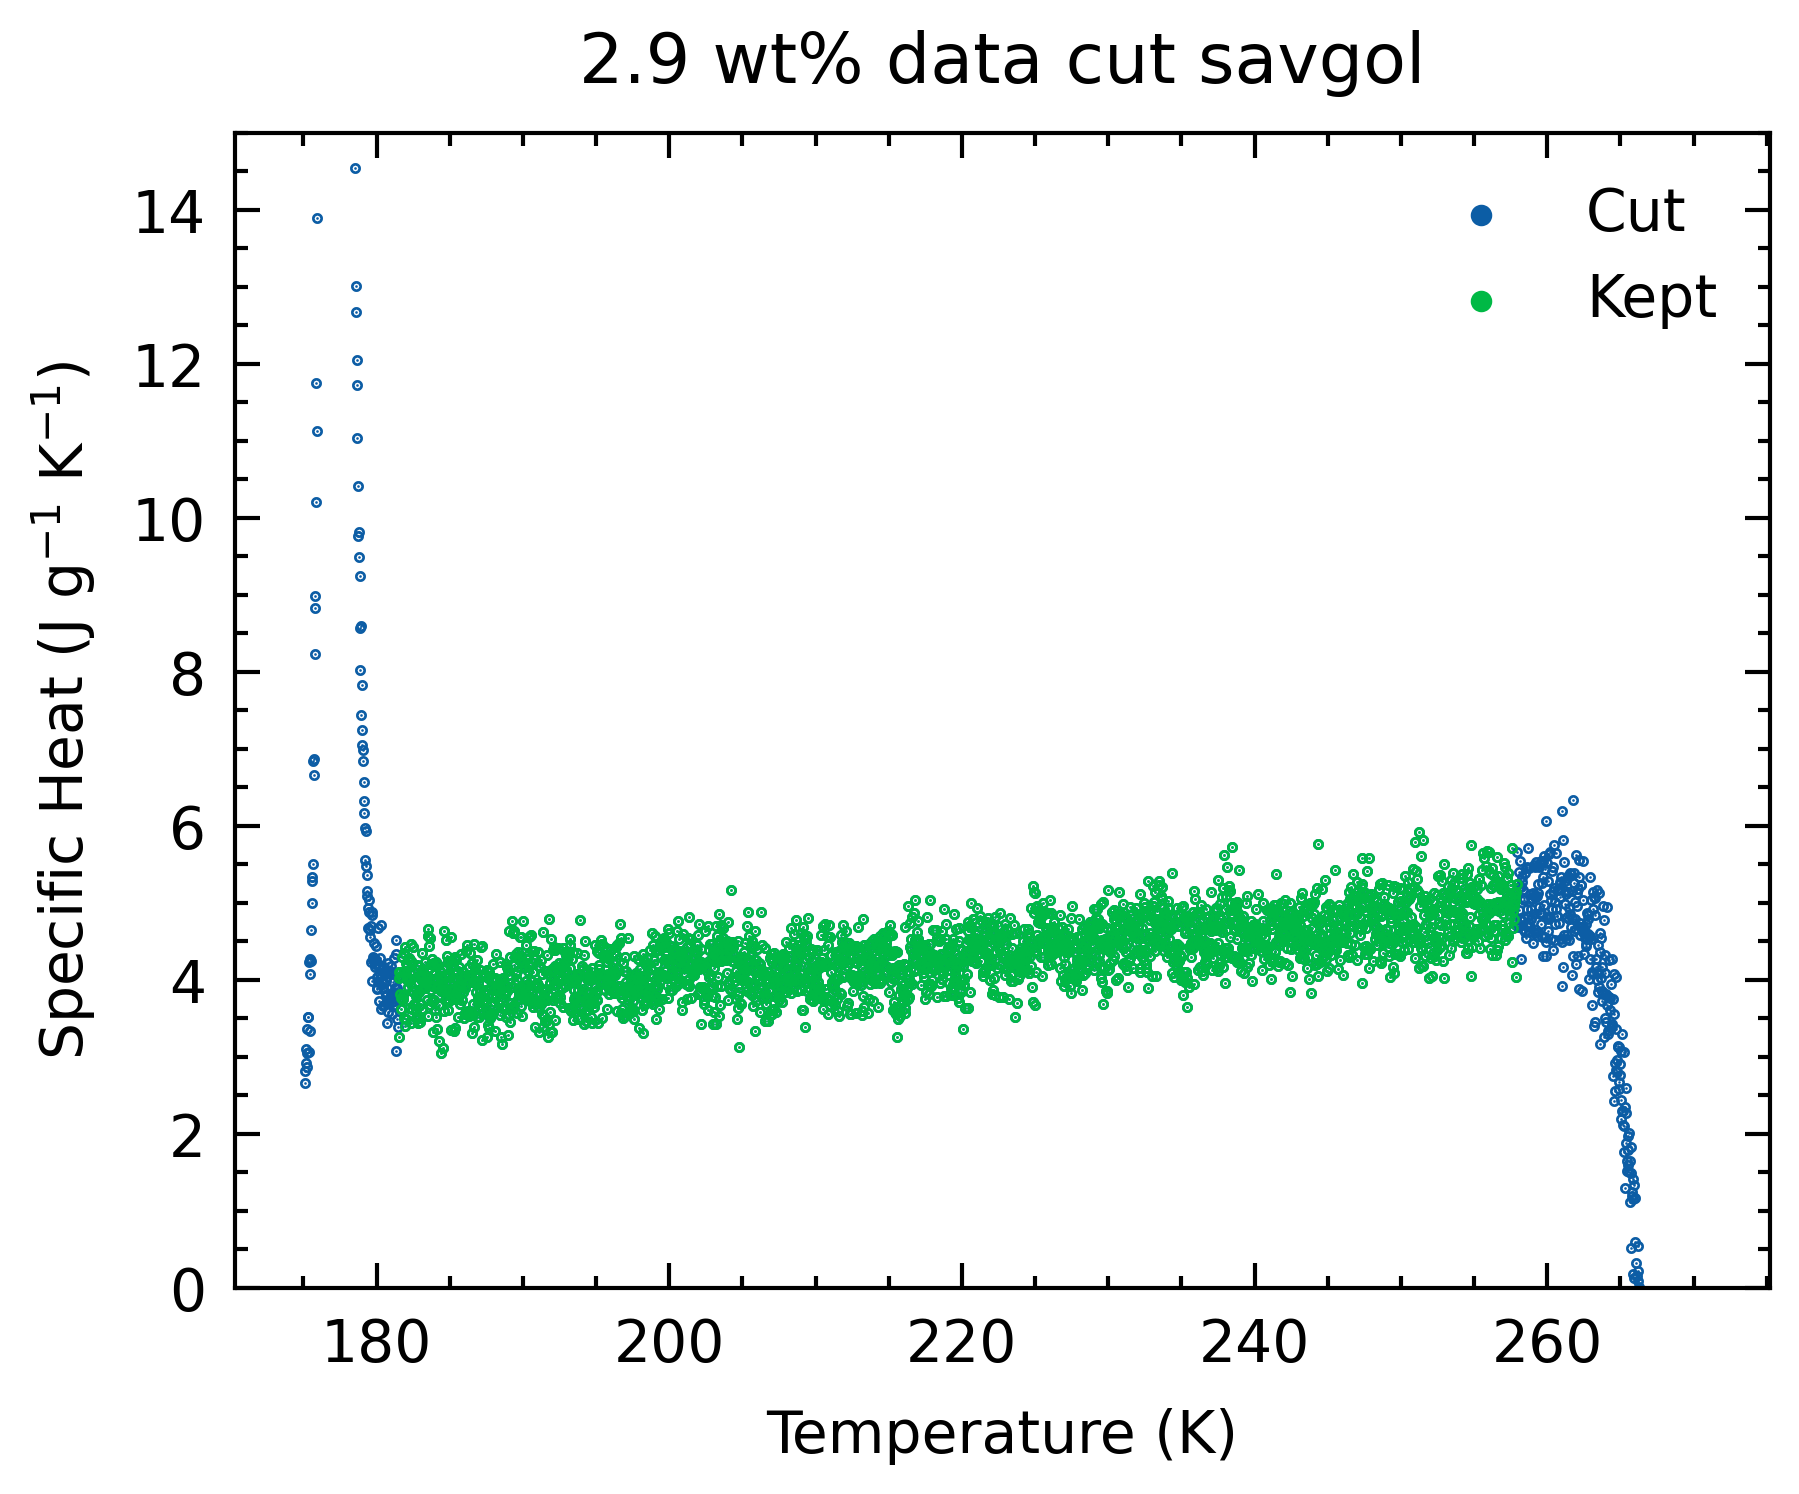 2.9 wt% data cut savgol
Cut
Kept
Specific Heat (J g⁻¹ K⁻¹)
14
12
10
8
6
4
2
0
180 200 220 240 260
Temperature (K)